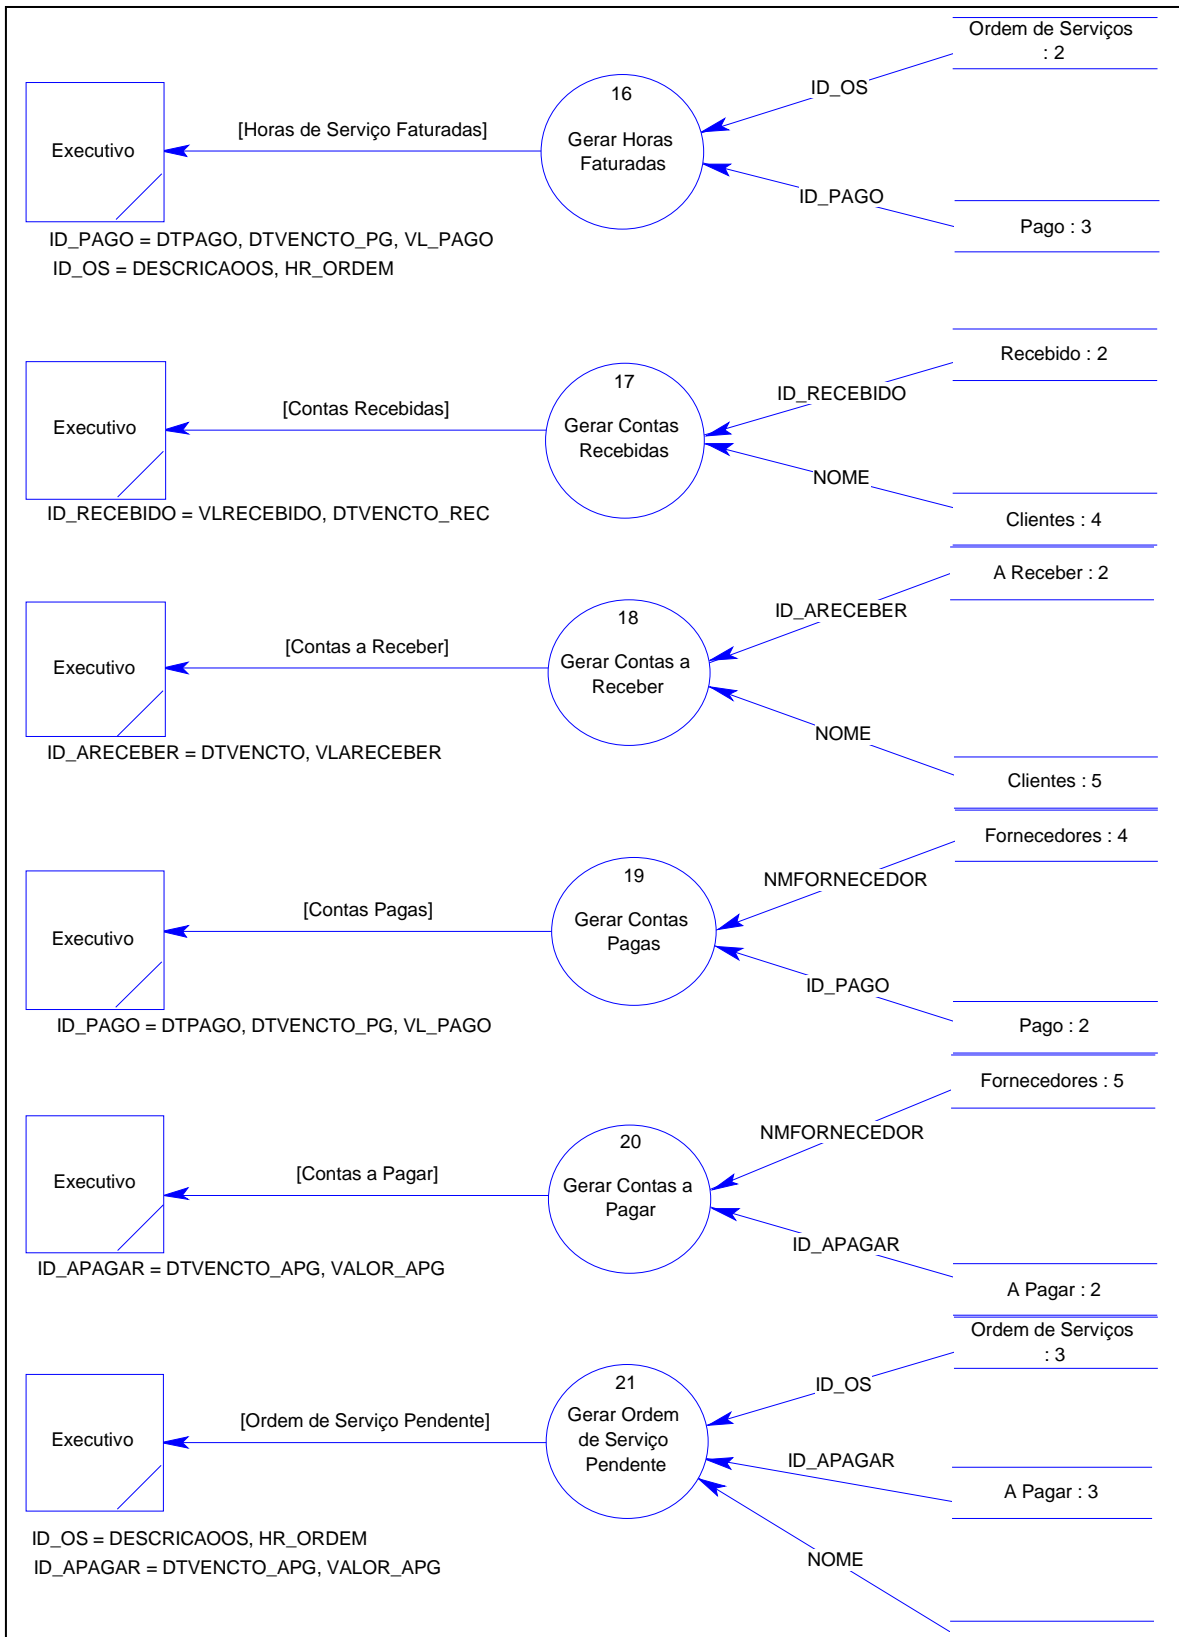 Ordem de Serviços
: 2
16
ID_OS
[Horas de Serviço Faturadas]
Executivo
Gerar Horas
Faturadas
ID_PAGO
Pago : 3
ID_PAGO = DTPAGO, DTVENCTO_PG, VL_PAGO
ID_OS = DESCRICAOOS, HR_ORDEM
Recebido : 2
17
ID_RECEBIDO
[Contas Recebidas]
Executivo
Gerar Contas
Recebidas
NOME
Clientes : 4
ID_RECEBIDO = VLRECEBIDO, DTVENCTO_REC
A Receber : 2
18
ID_ARECEBER
[Contas a Receber]
Executivo
Gerar Contas a
Receber
NOME
Clientes : 5
ID_ARECEBER = DTVENCTO, VLARECEBER
Fornecedores : 4
19
NMFORNECEDOR
[Contas Pagas]
Executivo
Gerar Contas
Pagas
ID_PAGO
Pago : 2
ID_PAGO = DTPAGO, DTVENCTO_PG, VL_PAGO
Fornecedores : 5
20
NMFORNECEDOR
[Contas a Pagar]
Executivo
Gerar Contas a
Pagar
ID_APAGAR
A Pagar : 2
ID_APAGAR = DTVENCTO_APG, VALOR_APG
Ordem de Serviços
: 3
21
ID_OS
[Ordem de Serviço Pendente]
Executivo
Gerar Ordem
de Serviço
Pendente
ID_APAGAR
A Pagar : 3
NOME
ID_OS = DESCRICAOOS, HR_ORDEM
ID_APAGAR = DTVENCTO_APG, VALOR_APG